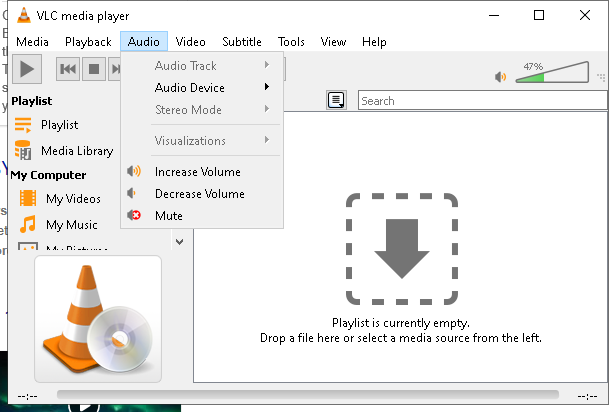 VLC media player
Media Playback Audio Video Subtitle Tools View Help
47%
Playlist
Playlist
Media Library
My Computer
My Videos
My Music
My Pictures
Audio Track
Audio Device
Stereo Mode
Visualizations
Increase Volume
Decrease Volume
Mute
Search
Playlist is currently empty.
Drop a file here or select a media source from the left.
--:-- --:--